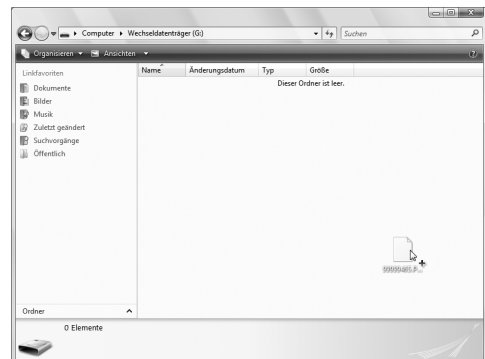 Computer Wechseldatenträger (G:) Suchen
Organisieren Ansichten
Linkfavoriten
Dokumente
Bilder
Musik
Zuletzt geändert
Suchvorgänge
Öffentlich
Name Änderungsdatum Typ Größe
Dieser Ordner ist leer.
Ordner
0 Elemente